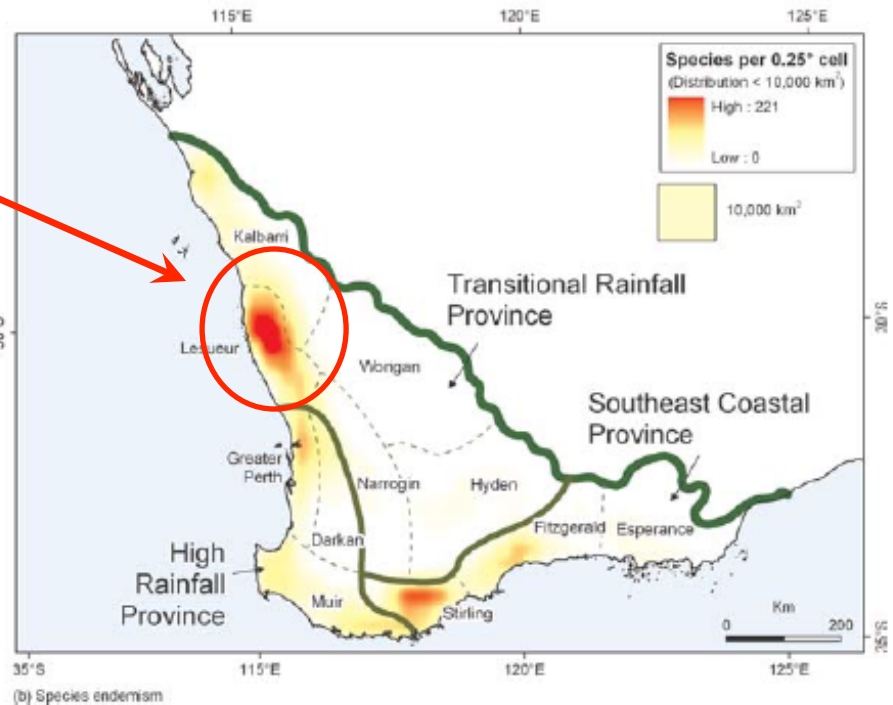 115°E
120°E
125°E
Species per 0.25° cell
(Distribution < 10,000 km²)
High : 221
Low : 0
10,000 km²
Kalbarri
Transitional Rainfall
Province
30°S
Lesueur
Wongan
Southeast Coastal
Province
Greater
Perth
Narrogin
Hyden
Fitzgerald
Esperance
Darkan
High
Rainfall
Province
Muir
Stirling
Km
0
200
35°S
35°S
115°E
120°E
125°E
(b) Species endemism